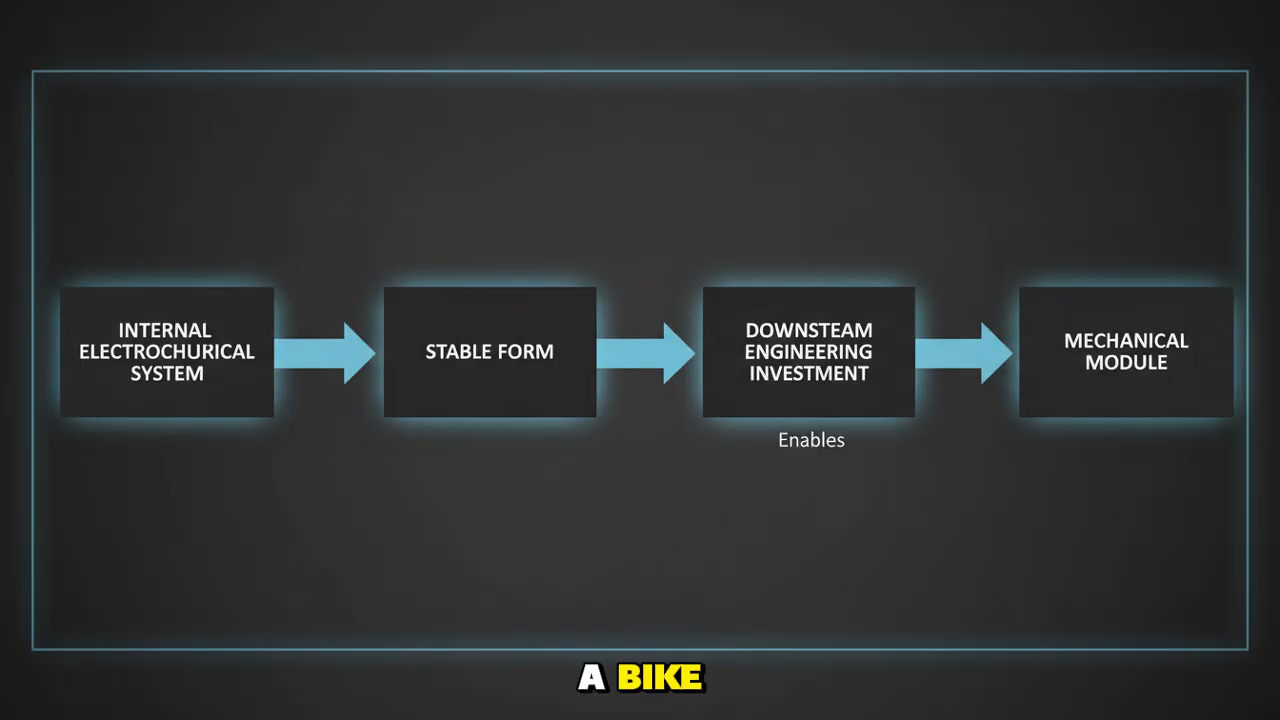 INTERNAL
ELECTROCHURICAL
SYSTEM
STABLE FORM
DOWNSTEAM
ENGINEERING
INVESTMENT
MECHANICAL
MODULE
Enables
A BIKE